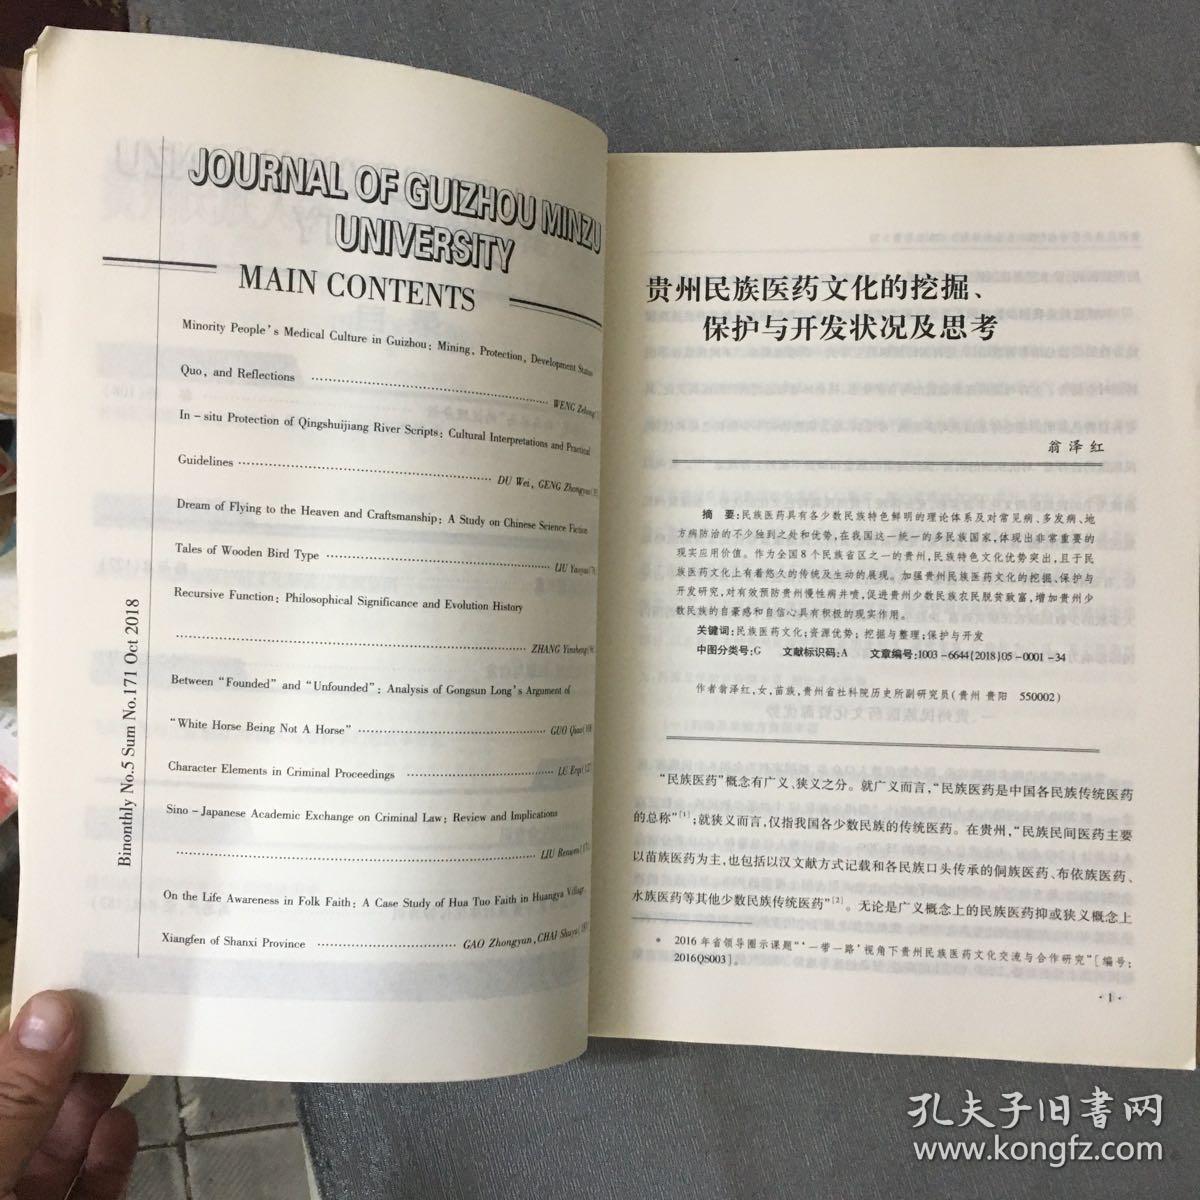 JOURNAL OF GUIZHOU MINZU
UNIVERSITY
MAIN CONTENTS
Minority People's Medical Culture in Guizhou: Mining, Protection, Development Status
Quo, and Reflections
WENG Zehong
In-situ Protection of Qingshuijiang River Scripts: Cultural Interpretations and Practical
Guidelines
DU Wei, GENG Zhongyan
Dream of Flying to the Heaven and Craftsmanship: A Study on Chinese Science Fiction
Tales of Wooden Bird Type
LIU Yaoyao
Recursive Function: Philosophical Significance and Evolution History
ZHANG Yinsheng
Between "Founded" and "Unfounded": Analysis of Gongsun Long's Argument of
"White Horse Being Not A Horse"
GUO Qiao
Character Elements in Criminal Proceedings
LU Erqi
Sino-Japanese Academic Exchange on Criminal Law: Review and Implications
LIU Renwen
On the Life Awareness in Folk Faith: A Case Study of Hua Tuo Faith in Huangya Village,
Xiangfen of Shanxi Province
GAO Zhongyan, CHAI Shuyu
Binonthly No.5 Sum No.171 Oct 2018
贵州民族医药文化的挖掘、
保护与开发状况及思考
翁泽红
摘 要:民族医药具有各少数民族特色鲜明的理论体系及对常见病、多发病、地
方病防治的不少独到之处和优势,在我国这一统一的多民族国家,体现出非常重要的
现实应用价值。作为全国8个民族省区之一的贵州,民族特色文化优势突出,且于民
族医药文化上有着悠久的传统及生动的展现。加强贵州民族医药文化的挖掘、保护与
开发研究,对有效预防贵州慢性病井喷,促进贵州少数民族农民脱贫致富,增加贵州少
数民族的自豪感和自信心具有积极的现实作用。
关键词:民族医药文化;资源优势;挖掘与整理;保护与开发
中图分类号:G 文献标识码:A 文章编号:1003-6644(2018)05-0001-34
作者翁泽红,女,苗族,贵州省社科院历史所副研究员(贵州 贵阳 550002)
“民族医药”概念有广义、狭义之分。就广义而言,“民族医药是中国各民族传统医药
的总称”[1];就狭义而言,仅指我国各少数民族的传统医药。在贵州,“民族民间医药主要
以苗族医药为主,也包括以汉文献方式记载和各民族口头传承的侗族医药、布依族医药、
水族医药等其他少数民族传统医药”[2]。无论是广义概念上的民族医药抑或狭义概念上
* 2016年省领导圈示课题“‘一带一路’视角下贵州民族医药文化交流与合作研究”[编号:
2016QS003]。
·1·
孔夫子旧书网
www.kongfz.com